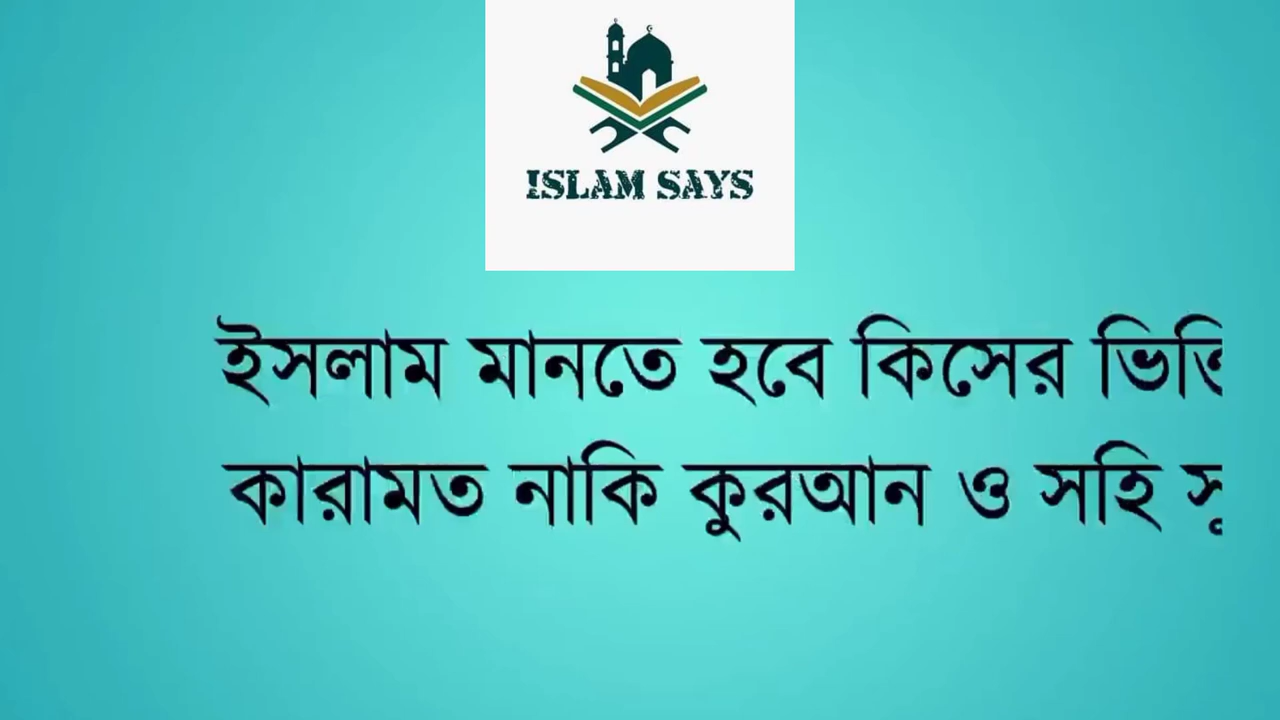 ISLAM SAYS
ইসলাম মানতে হবে কিসের
কারামত নাকি কুরআন ও সহি